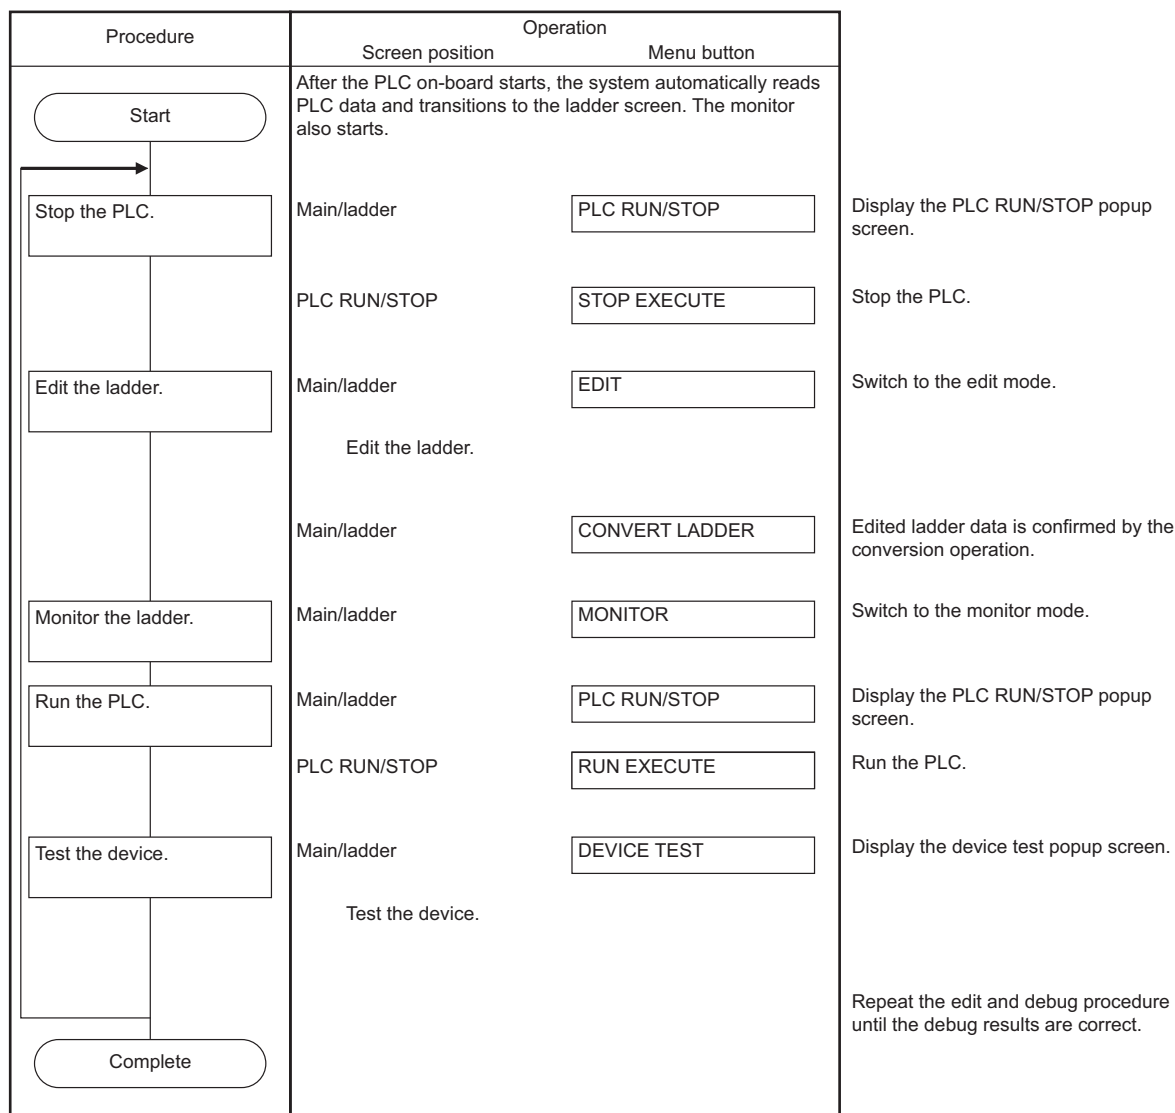 Procedure
Operation
Screen position
Menu button
After the PLC on-board starts, the system automatically reads
PLC data and transitions to the ladder screen. The monitor
also starts.
Start
Stop the PLC.
Main/ladder
PLC RUN/STOP
Display the PLC RUN/STOP popup
screen.
PLC RUN/STOP
STOP EXECUTE
Stop the PLC.
Edit the ladder.
Main/ladder
EDIT
Switch to the edit mode.
Edit the ladder.
Main/ladder
CONVERT LADDER
Edited ladder data is confirmed by the
conversion operation.
Monitor the ladder.
Main/ladder
MONITOR
Switch to the monitor mode.
Run the PLC.
Main/ladder
PLC RUN/STOP
Display the PLC RUN/STOP popup
screen.
PLC RUN/STOP
RUN EXECUTE
Run the PLC.
Test the device.
Main/ladder
DEVICE TEST
Display the device test popup screen.
Test the device.
Repeat the edit and debug procedure
until the debug results are correct.
Complete